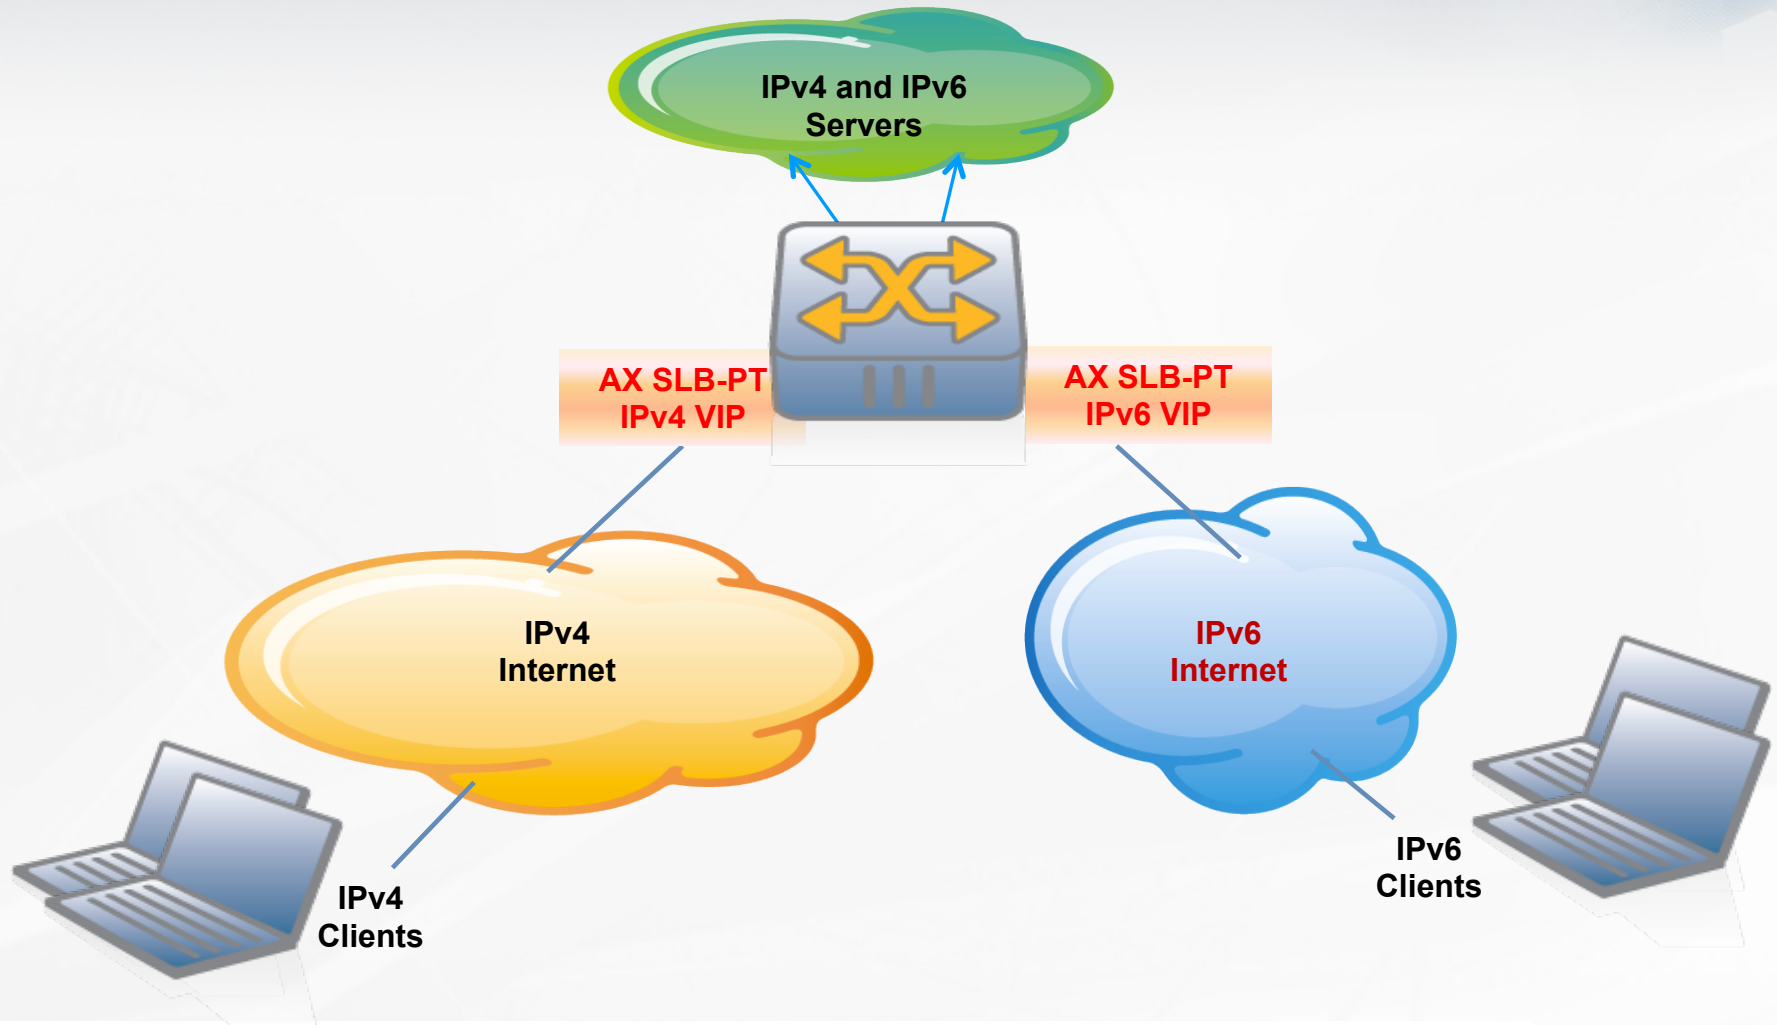 IPv4 and IPv6
Servers
AX SLB-PT
IPv4 VIP
AX SLB-PT
IPv6 VIP
IPv4
Internet
IPv6
Internet
IPv4
Clients
IPv6
Clients